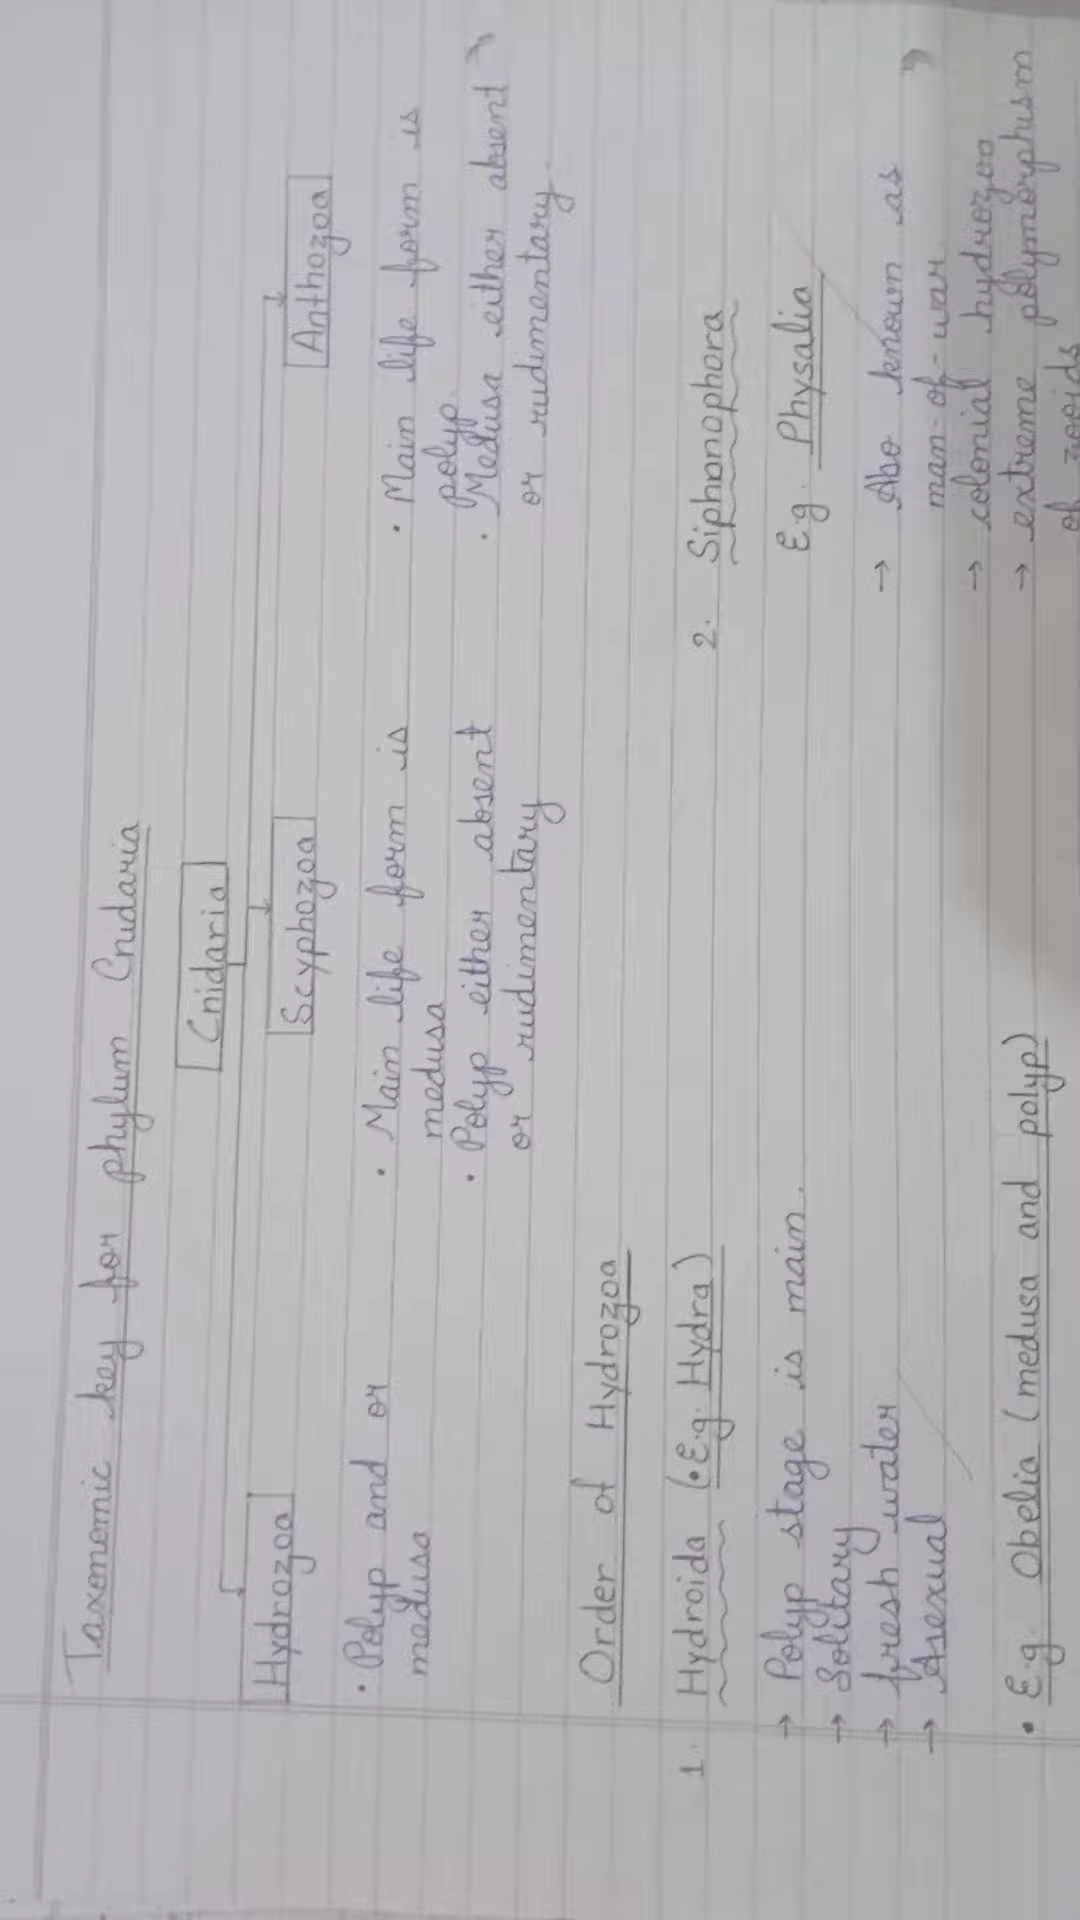 Taxonomic key for phylum Cnidaria
Cnidaria
Hydrozoa
Scyphozoa
Anthozoa
• Polyp and or
medusa
• Main life form is
medusa
• Polyp either absent
or rudimentary
• Main life form is
polyp
• Medusa either absent
or rudimentary
Order of Hydrozoa
1. Hydroida (•E.g. Hydra)
→ Polyp stage is main.
→ Solitary
→ fresh water
→ Asexual
• E.g. Obelia (medusa and polyp)
2. Siphonophora
E.g. Physalia
→ Also known as
man-of-war
→ colonial hydrozoa
→ extreme polymorphism
of zooids